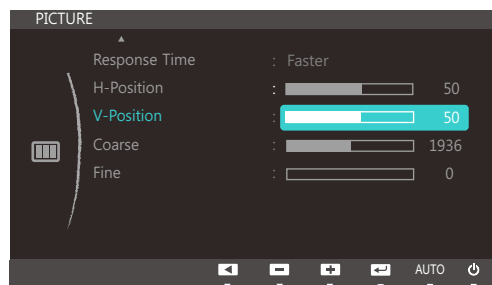 PICTURE
Response Time : Faster
H-Position : 50
V-Position : 50
Coarse : 1936
Fine : 0
AUTO